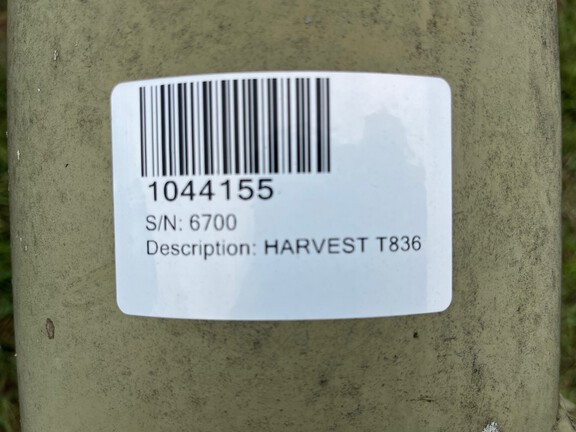 1044155
S/N: 6700
Description: HARVEST T836